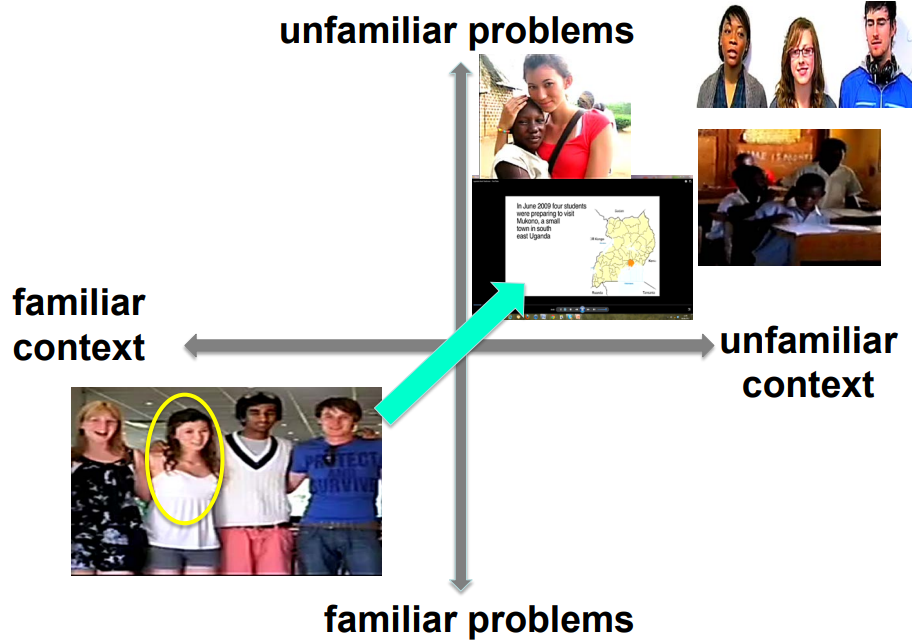 unfamiliar problems
In June 2009 four students
were preparing to visit
Mukono, a small
town in south
east Uganda
familiar
context
unfamiliar
context
PROTECT
AND
SURVIVE
familiar problems